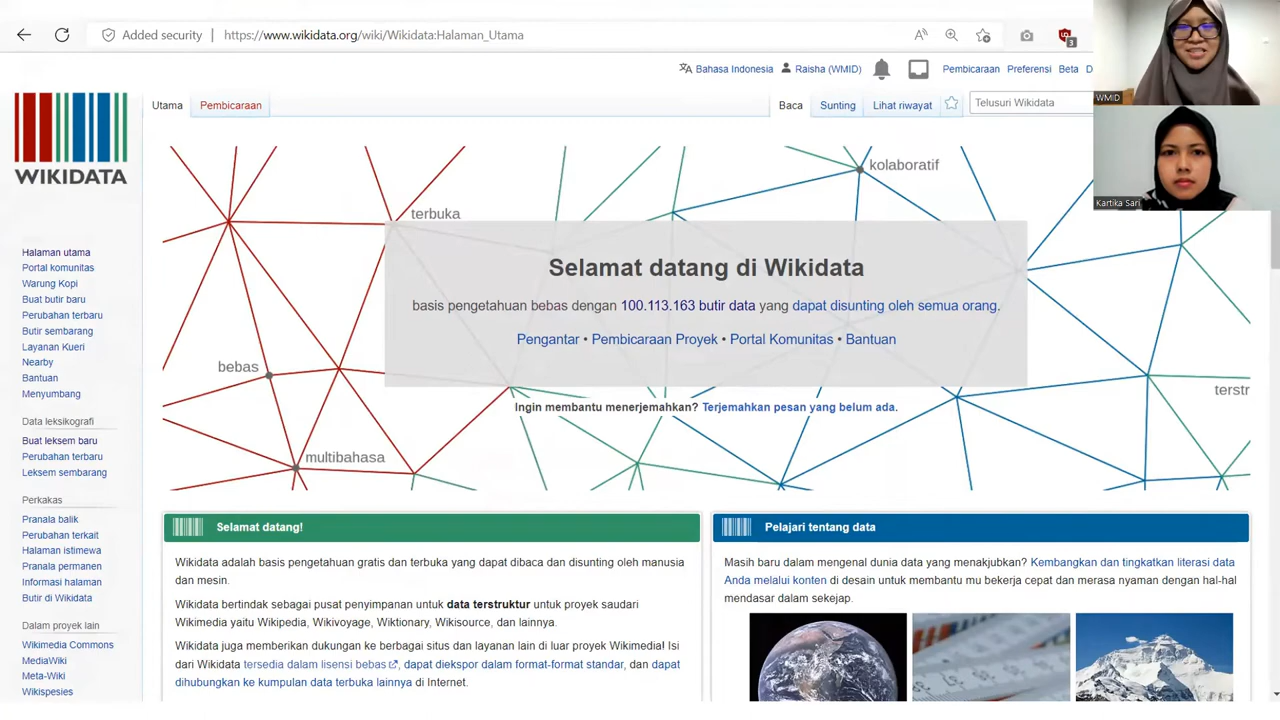 Added security
https://www.wikidata.org/wiki/Wikidata:Halaman_Utama
3
Bahasa Indonesia
Raisha (WMID)
Pembicaraan
Preferensi
Beta
D
WMID
Kartika Sari
Utama
Pembicaraan
Baca
Sunting
Lihat riwayat
Telusuri Wikidata
WIKIDATA
kolaboratif
terbuka
Selamat datang di Wikidata
basis pengetahuan bebas dengan 100.113.163 butir data yang dapat disunting oleh semua orang.
Pengantar • Pembicaraan Proyek • Portal Komunitas • Bantuan
bebas
terstr
Ingin membantu menerjemahkan? Terjemahkan pesan yang belum ada.
multibahasa
Halaman utama
Portal komunitas
Warung Kopi
Buat butir baru
Perubahan terbaru
Butir sembarang
Layanan Kueri
Nearby
Bantuan
Menyumbang
Data leksikografi
Buat leksem baru
Perubahan terbaru
Leksem sembarang
Perkakas
Pranala balik
Perubahan terkait
Halaman istimewa
Pranala permanen
Informasi halaman
Butir di Wikidata
Dalam proyek lain
Wikimedia Commons
MediaWiki
Meta-Wiki
Wikispesies
Selamat datang!
Wikidata adalah basis pengetahuan gratis dan terbuka yang dapat dibaca dan disunting oleh manusia
dan mesin.
Wikidata bertindak sebagai pusat penyimpanan untuk data terstruktur untuk proyek saudari
Wikimedia yaitu Wikipedia, Wikivoyage, Wiktionary, Wikisource, dan lainnya.
Wikidata juga memberikan dukungan ke berbagai situs dan layanan lain di luar proyek Wikimedia! Isi
dari Wikidata tersedia dalam lisensi bebas, dapat diekspor dalam format-format standar, dan dapat
dihubungkan ke kumpulan data terbuka lainnya di Internet.
Pelajari tentang data
Masih baru dalam mengenal dunia data yang menakjubkan? Kembangkan dan tingkatkan literasi data
Anda melalui konten di desain untuk membantu mu bekerja cepat dan merasa nyaman dengan hal-hal
mendasar dalam sekejap.